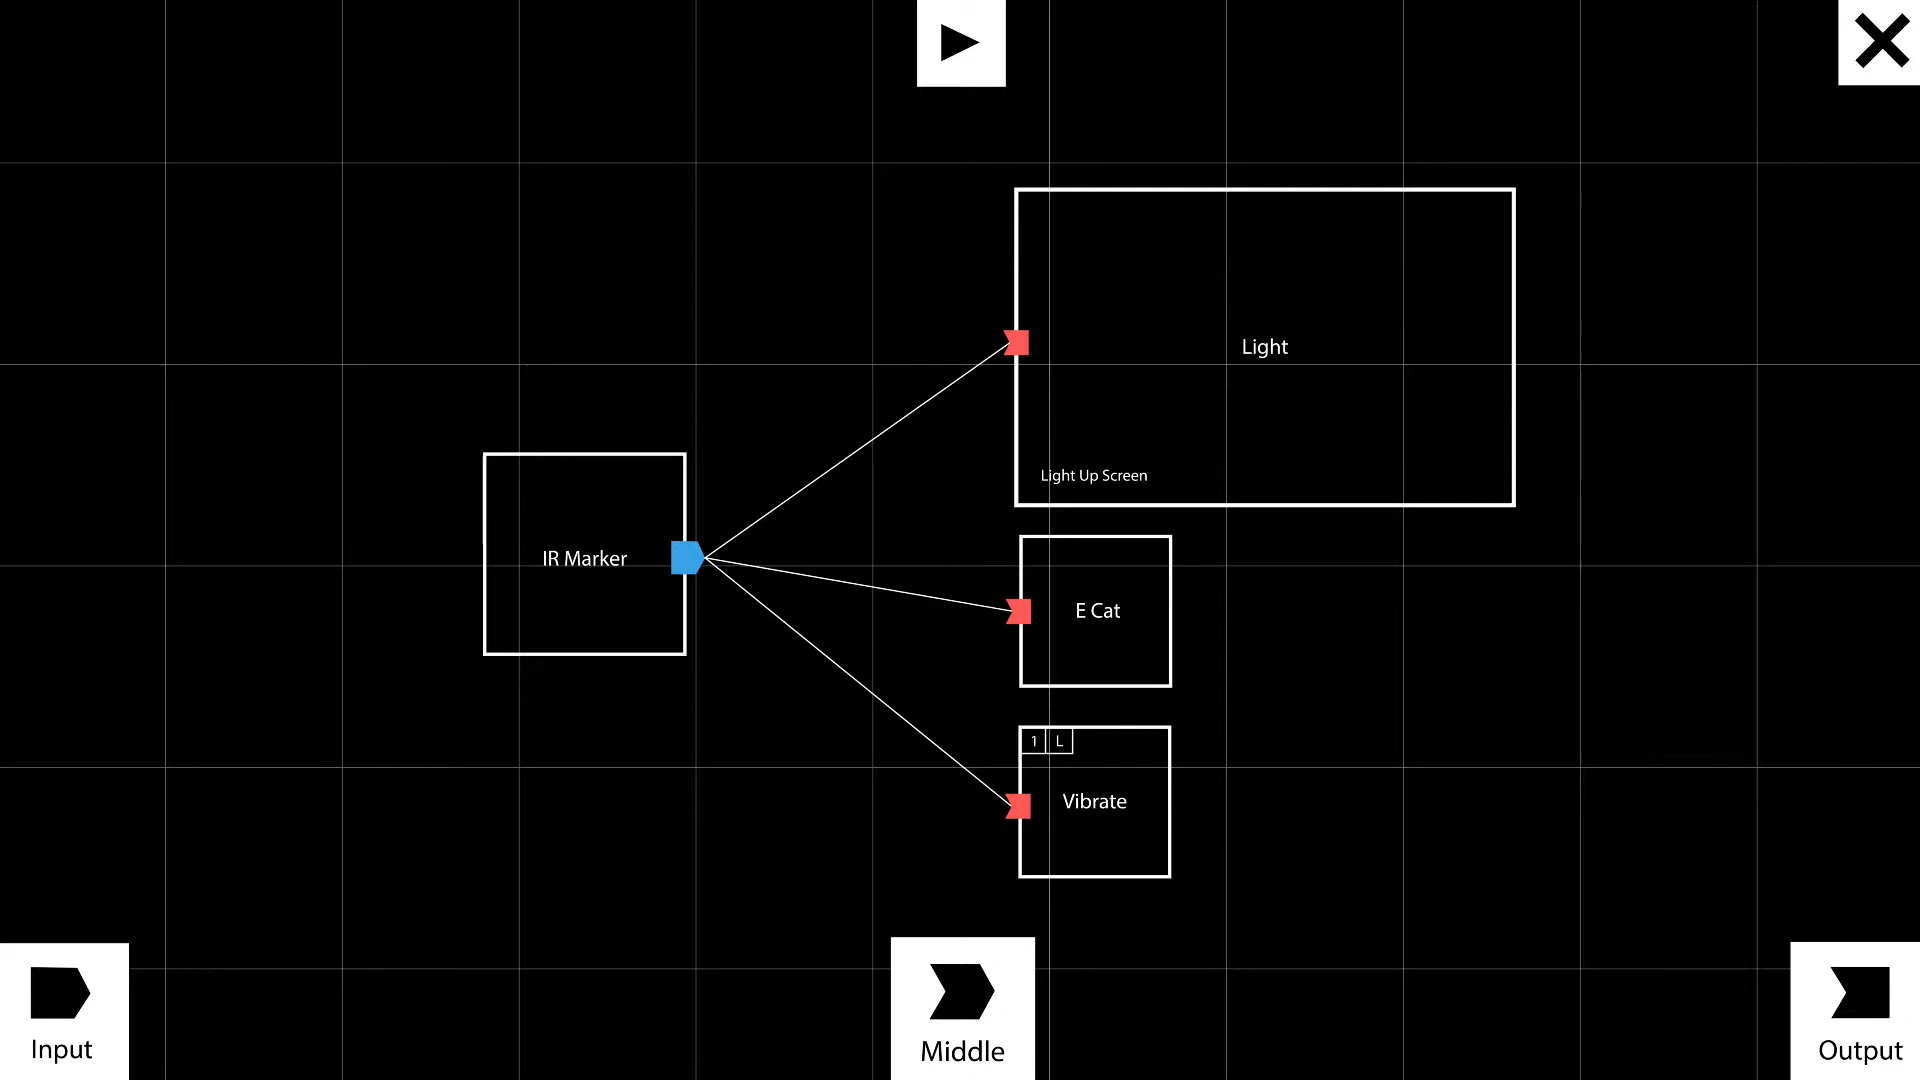 Light
Light Up Screen
IR Marker
E Cat
1 L
Vibrate
Input
Middle
Output